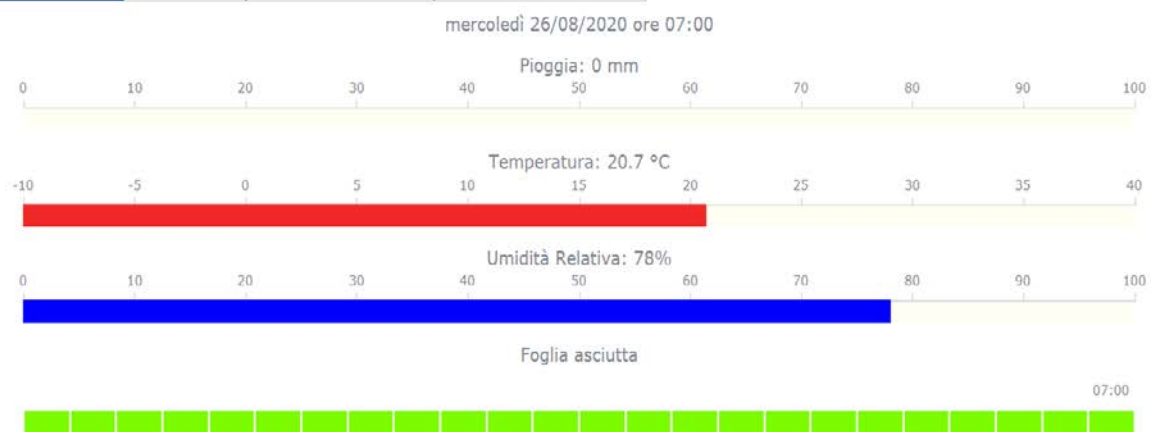 mercoledì 26/08/2020 ore 07:00
Pioggia: 0 mm
0 10 20 30 40 50 60 70 80 90 100
Temperatura: 20.7 °C
-10 -5 0 5 10 15 20 25 30 35 40
Umidità Relativa: 78%
0 10 20 30 40 50 60 70 80 90 100
Foglia asciutta
07:00